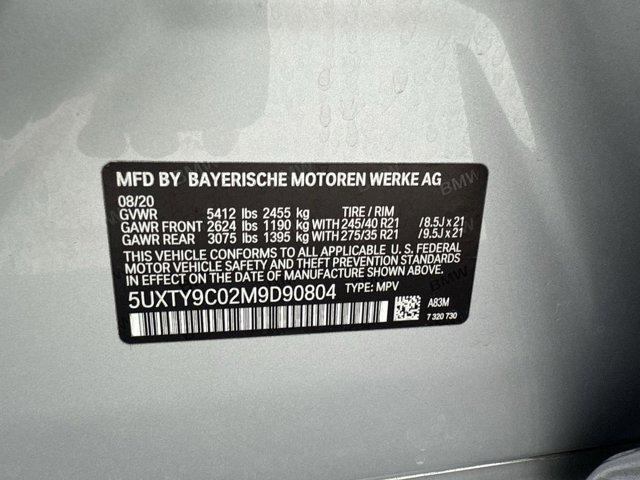 MFD BY BAYERISCHE MOTOREN WERKE AG
08/20
GVWR 5412 lbs 2455 kg TIRE / RIM
GAWR FRONT 2624 lbs 1190 kg WITH 245/40 R21 / 8.5J x 21
GAWR REAR 3075 lbs 1395 kg WITH 275/35 R21 / 9.5J x 21
THIS VEHICLE CONFORMS TO ALL APPLICABLE U. S. FEDERAL
MOTOR VEHICLE SAFETY AND THEFT PREVENTION STANDARDS
IN EFFECT ON THE DATE OF MANUFACTURE SHOWN ABOVE.
5UXTY9C02M9D90804 TYPE: MPV A83M
7 320 730
BMW
BMW